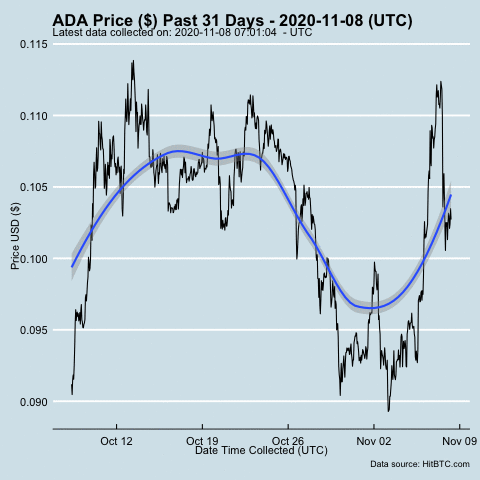 ADA Price ($) Past 31 Days - 2020-11-08 (UTC)
Latest data collected on: 2020-11-08 07:01:04 - UTC
0.115
0.110
0.105
0.100
0.095
0.090
Price USD ($)
Oct 12 Oct 19 Oct 26 Nov 02 Nov 09
Date Time Collected (UTC)
Data source: HitBTC.com